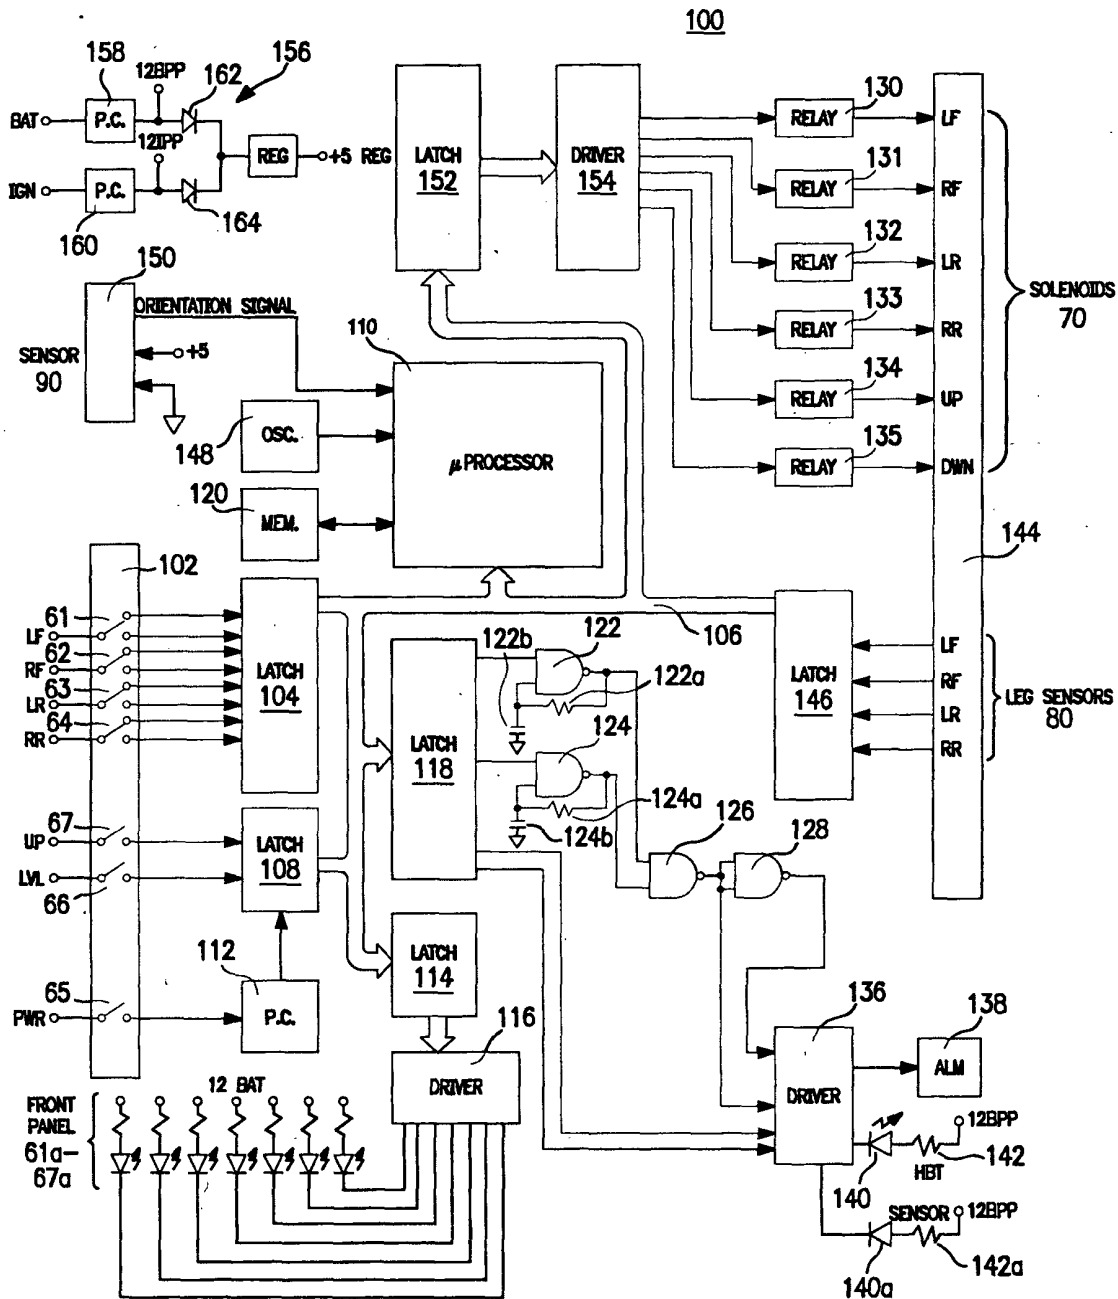 100
158
12BPP
162
156
BAT
P.C.
12IPP
REG
+5 REG
IGN
P.C.
160
164
LATCH
152
DRIVER
154
RELAY
130
LF
RELAY
131
RF
RELAY
132
LR
RELAY
133
RR
RELAY
134
UP
RELAY
135
DWN
SOLENOIDS
70
150
ORIENTATION SIGNAL
SENSOR
90
+5
110
μ PROCESSOR
OSC.
148
120
MEM.
144
102
61
LF
62
RF
63
LR
64
RR
LATCH
104
106
122b
122
122a
LATCH
118
124
124a
124b
LATCH
146
LF
RF
LR
RR
LEG SENSORS
80
126
128
67
UP
LVL
66
LATCH
108
112
P.C.
65
PWR
LATCH
114
116
DRIVER
136
DRIVER
138
ALM
12BPP
140
HBT
142
SENSOR
12BPP
140a
142a
12 BAT
FRONT
PANEL
61a-
67a